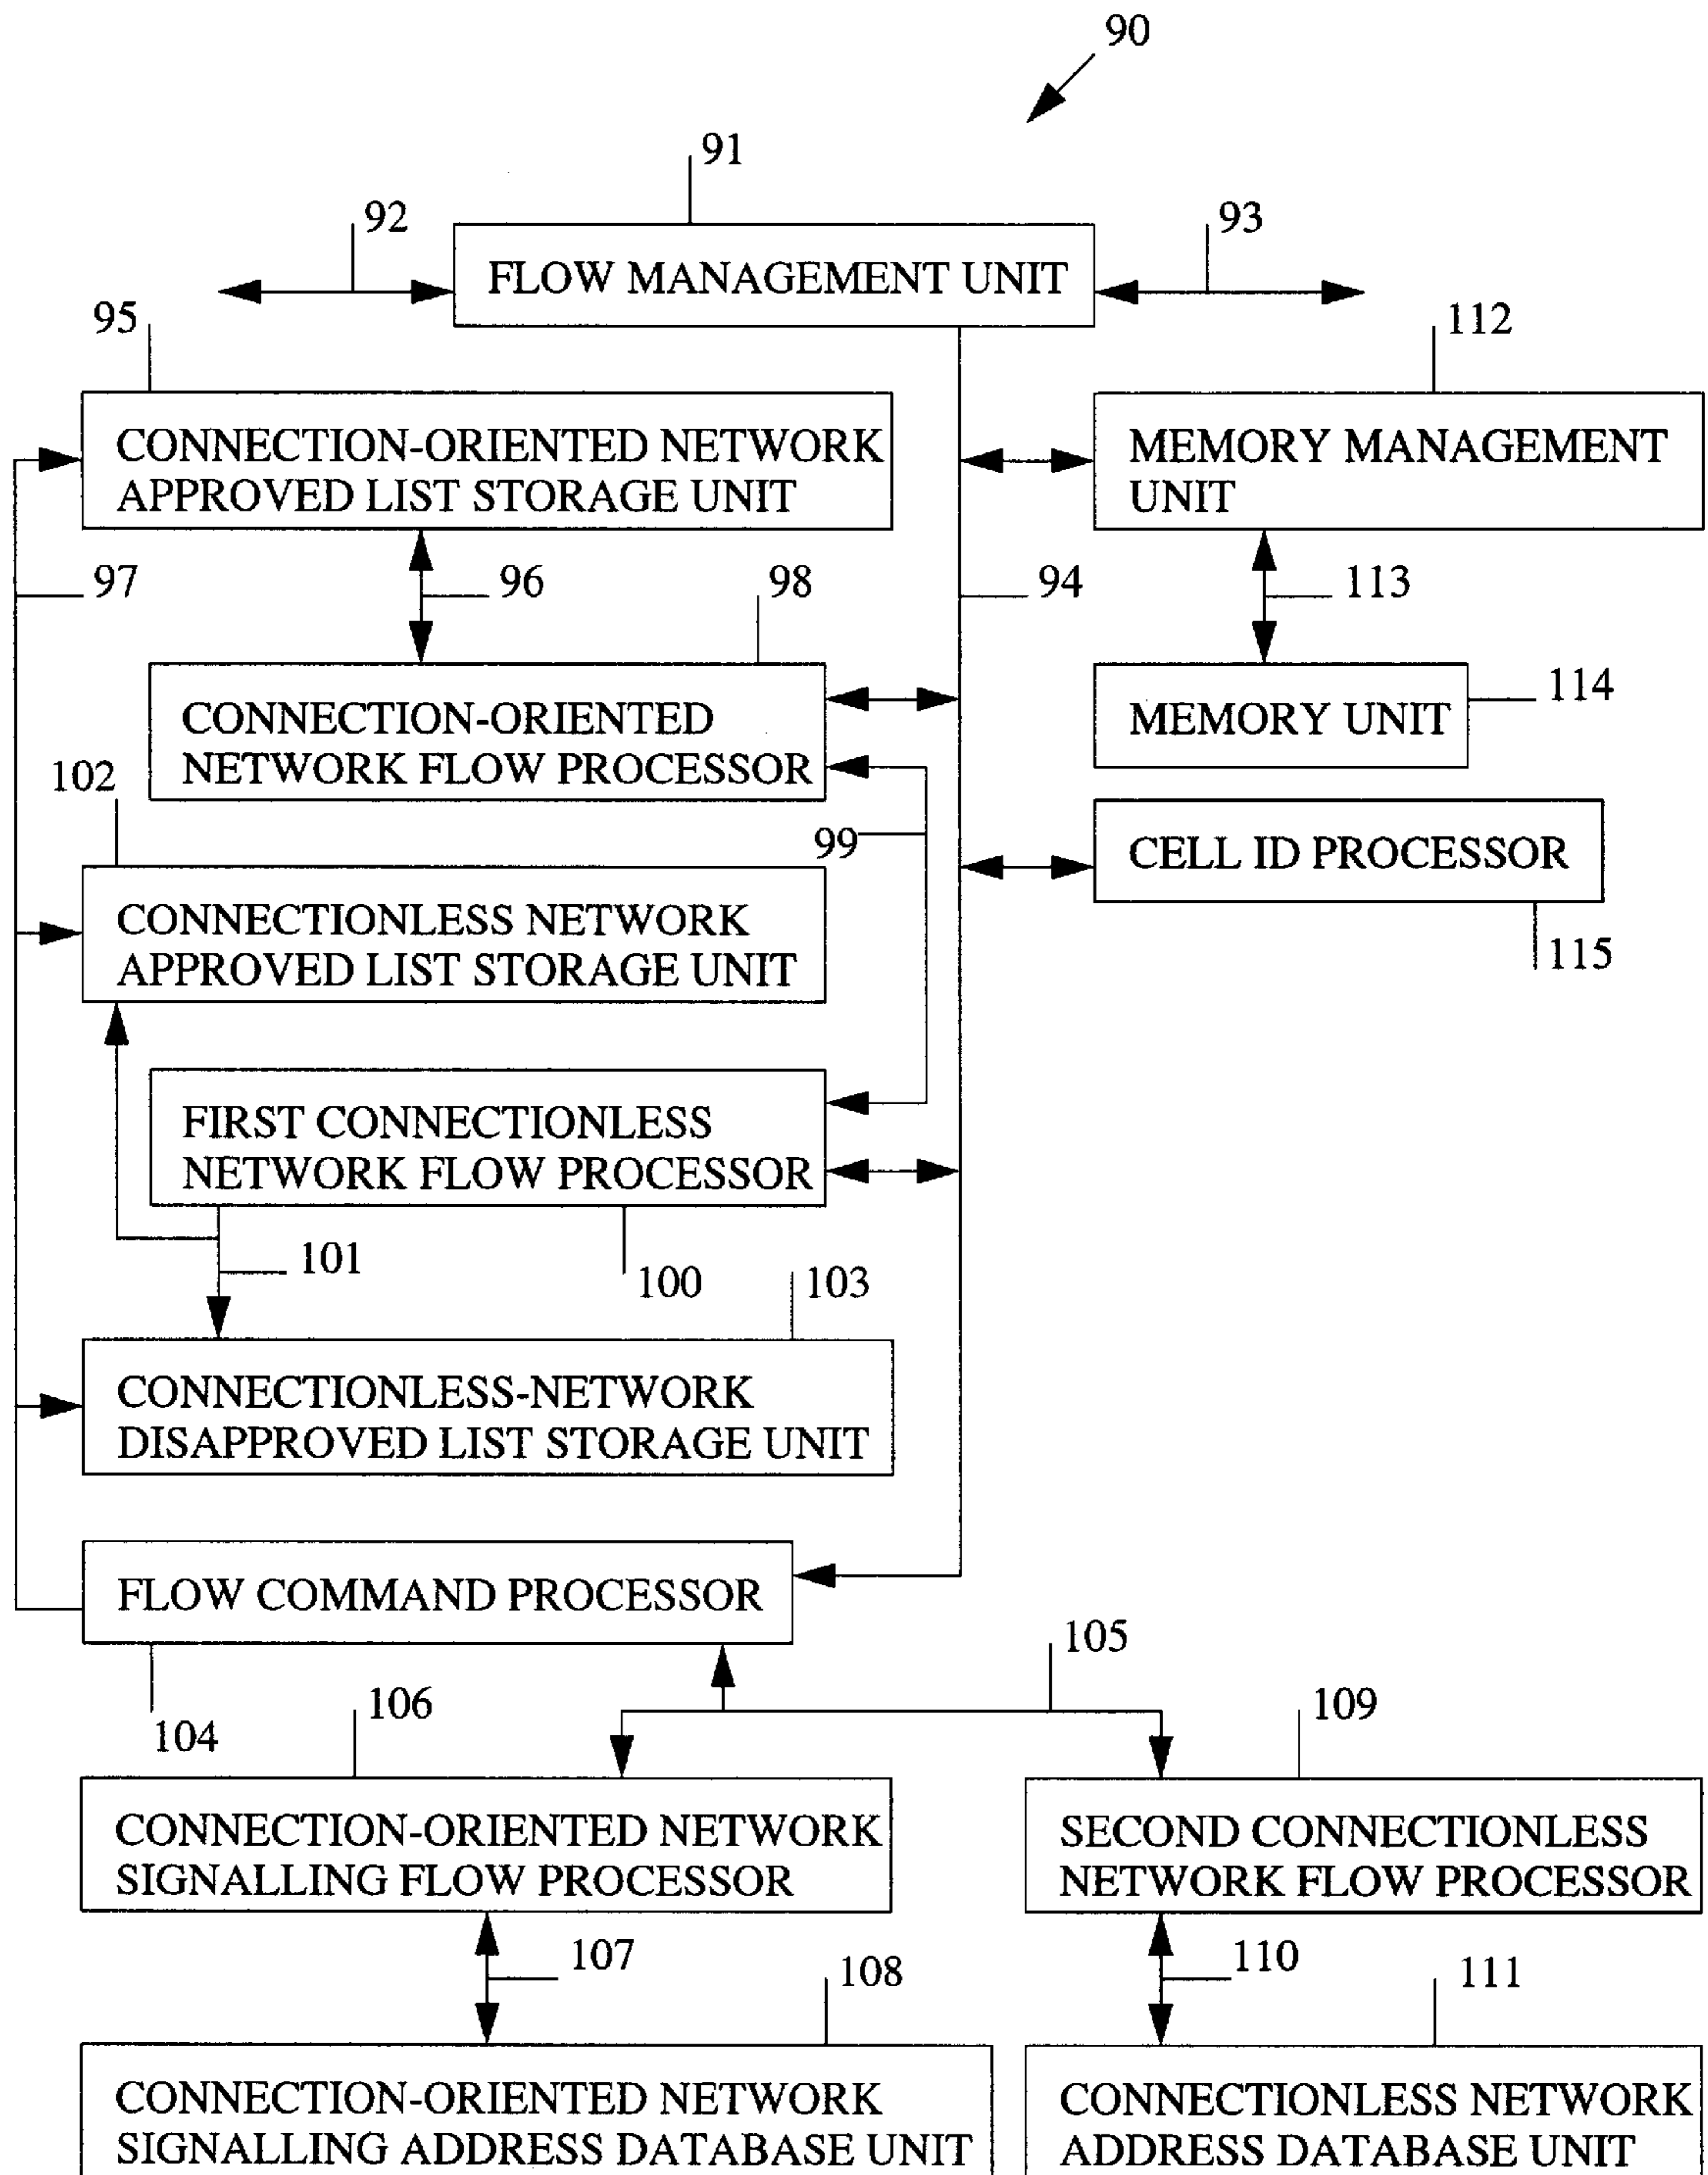 90
91
92
FLOW MANAGEMENT UNIT
93
95
112
CONNECTION-ORIENTED NETWORK
APPROVED LIST STORAGE UNIT
MEMORY MANAGEMENT
UNIT
97
96
98
94
113
CONNECTION-ORIENTED
NETWORK FLOW PROCESSOR
MEMORY UNIT
114
102
99
CELL ID PROCESSOR
CONNECTIONLESS NETWORK
APPROVED LIST STORAGE UNIT
115
FIRST CONNECTIONLESS
NETWORK FLOW PROCESSOR
101
100
103
CONNECTIONLESS-NETWORK
DISAPPROVED LIST STORAGE UNIT
FLOW COMMAND PROCESSOR
105
104
106
109
CONNECTION-ORIENTED NETWORK
SIGNALLING FLOW PROCESSOR
SECOND CONNECTIONLESS
NETWORK FLOW PROCESSOR
107
108
110
111
CONNECTION-ORIENTED NETWORK
SIGNALLING ADDRESS DATABASE UNIT
CONNECTIONLESS NETWORK
ADDRESS DATABASE UNIT